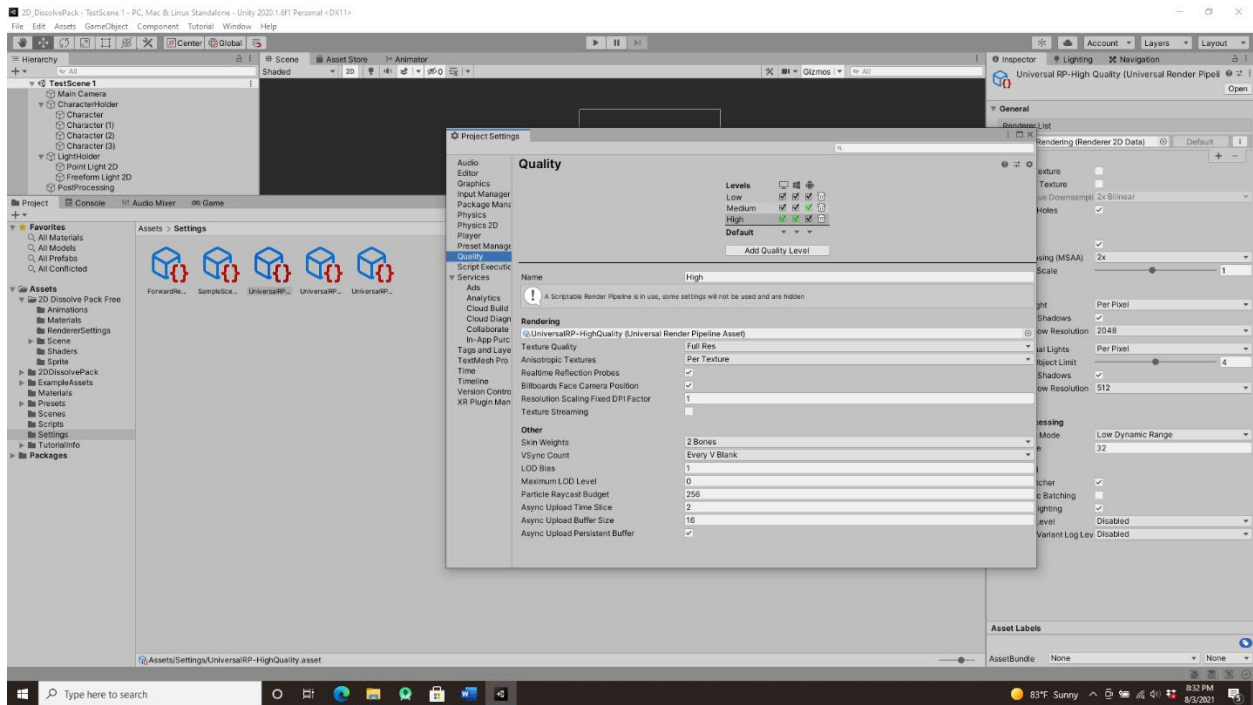 2D_DissolvePack - TestScene 1 - PC, Mac & Linux Standalone - Unity 2020.1.6f1 Personal <DX11>
File Edit Assets GameObject Component Tutorial Window Help
Center Global
Account Layers Layout
Hierarchy
All
TestScene 1
Main Camera
CharacterHolder
Character
Character (1)
Character (2)
Character (3)
LightHolder
Point Light 2D
Freeform Light 2D
PostProcessing
Scene Asset Store Animator
Shaded 2D 0 Gizmos All
Project Console Audio Mixer Game
Favorites
All Materials
All Models
All Prefabs
All Conflicted
Assets
2D Dissolve Pack Free
Animations
Materials
RendererSettings
Scene
Shaders
Sprite
2DDissolvePack
ExampleAssets
Materials
Presets
Scenes
Scripts
Settings
TutorialInfo
Packages
Assets > Settings
ForwardRe... SampleSce... UniversalRP... UniversalRP... UniversalRP...
Assets/Settings/UniversalRP-HighQuality.asset
Project Settings
Audio
Editor
Graphics
Input Manager
Package Mana
Physics
Physics 2D
Player
Preset Manage
Quality
Script Executic
Services
Ads
Analytics
Cloud Build
Cloud Diagn
Collaborate
In-App Purc
Tags and Laye
TextMesh Pro
Time
Timeline
Version Contro
XR Plugin Man
Quality
Levels
Low
Medium
High
Default
Add Quality Level
Name High
A Scriptable Render Pipeline is in use, some settings will not be used and are hidden
Rendering
UniversalRP-HighQuality (Universal Render Pipeline Asset)
Texture Quality Full Res
Anisotropic Textures Per Texture
Realtime Reflection Probes
Billboards Face Camera Position
Resolution Scaling Fixed DPI Factor 1
Texture Streaming
Other
Skin Weights 2 Bones
VSync Count Every V Blank
LOD Bias 1
Maximum LOD Level 0
Particle Raycast Budget 256
Async Upload Time Slice 2
Async Upload Buffer Size 16
Async Upload Persistent Buffer
Inspector Lighting Navigation
Universal RP-High Quality (Universal Render Pipeli
Open
General
Renderer List
Rendering (Renderer 2D Data) Default
exture
Texture
ue Downsampli 2x Bilinear
Holes
sing (MSAA) 2x
Scale 1
ght Per Pixel
Shadows
ow Resolution 2048
nal Lights Per Pixel
Object Limit 4
Shadows
ow Resolution 512
essing
Mode Low Dynamic Range
e 32
tcher
c Batching
ighting
Level Disabled
Variant Log Lev Disabled
Asset Labels
AssetBundle None None
Type here to search
83°F Sunny
8:32 PM
8/3/2021